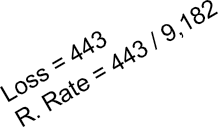 Loss = 443
R. Rate = 443 / 9,182